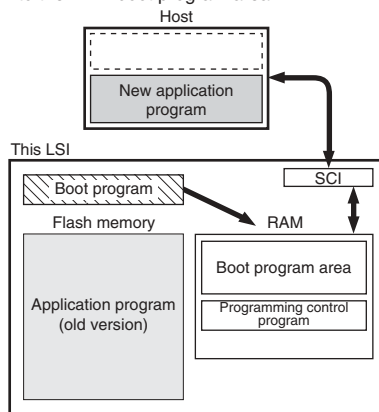 Host
New application
program
This LSI
SCI
Boot program
Flash memory
RAM
Boot program area
Application program
(old version)
Programming control
program